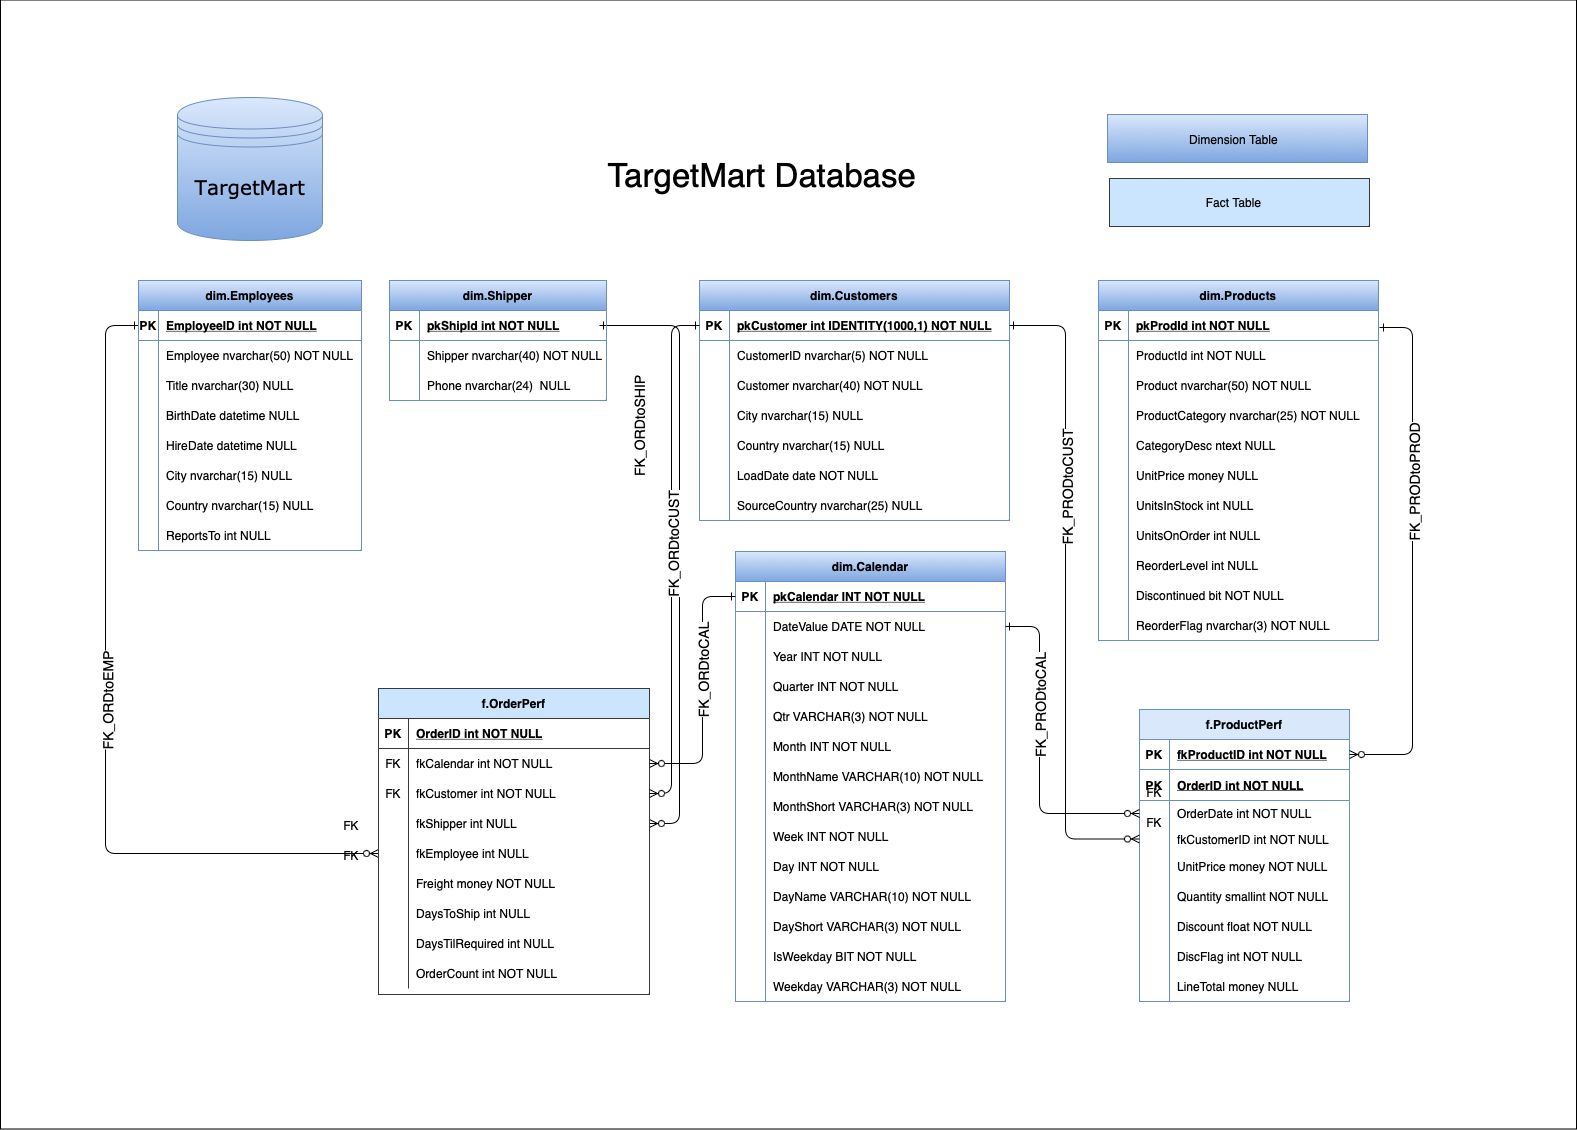 TargetMart
TargetMart Database
Dimension Table
Fact Table
dim.Employees
PK EmployeeID int NOT NULL
Employee nvarchar(50) NOT NULL
Title nvarchar(30) NULL
BirthDate datetime NULL
HireDate datetime NULL
City nvarchar(15) NULL
Country nvarchar(15) NULL
ReportsTo int NULL
dim.Shipper
PK pkShipId int NOT NULL
Shipper nvarchar(40) NOT NULL
Phone nvarchar(24) NULL
dim.Customers
PK pkCustomer int IDENTITY(1000,1) NOT NULL
CustomerID nvarchar(5) NOT NULL
Customer nvarchar(40) NOT NULL
City nvarchar(15) NULL
Country nvarchar(15) NULL
LoadDate date NOT NULL
SourceCountry nvarchar(25) NULL
dim.Products
PK pkProdId int NOT NULL
ProductId int NOT NULL
Product nvarchar(50) NOT NULL
ProductCategory nvarchar(25) NOT NULL
CategoryDesc ntext NULL
UnitPrice money NULL
UnitsInStock int NULL
UnitsOnOrder int NULL
ReorderLevel int NULL
Discontinued bit NOT NULL
ReorderFlag nvarchar(3) NOT NULL
FK_ORDtoSHIP
FK_ORDtoCUST
FK_PRODtoCUST
FK_PRODtoPROD
FK_ORDtoEMP
FK_ORDtoCAL
FK_PRODtoCAL
dim.Calendar
PK pkCalendar INT NOT NULL
DateValue DATE NOT NULL
Year INT NOT NULL
Quarter INT NOT NULL
Qtr VARCHAR(3) NOT NULL
Month INT NOT NULL
MonthName VARCHAR(10) NOT NULL
MonthShort VARCHAR(3) NOT NULL
Week INT NOT NULL
Day INT NOT NULL
DayName VARCHAR(10) NOT NULL
DayShort VARCHAR(3) NOT NULL
IsWeekday BIT NOT NULL
Weekday VARCHAR(3) NOT NULL
f.OrderPerf
PK OrderID int NOT NULL
FK fkCalendar int NOT NULL
FK fkCustomer int NOT NULL
FK fkShipper int NULL
FK fkEmployee int NULL
Freight money NOT NULL
DaysToShip int NULL
DaysTilRequired int NULL
OrderCount int NOT NULL
f.ProductPerf
PK fkProductID int NOT NULL
PK OrderID int NOT NULL
FK
OrderDate int NOT NULL
FK
fkCustomerID int NOT NULL
UnitPrice money NOT NULL
Quantity smallint NOT NULL
Discount float NOT NULL
DiscFlag int NOT NULL
LineTotal money NULL